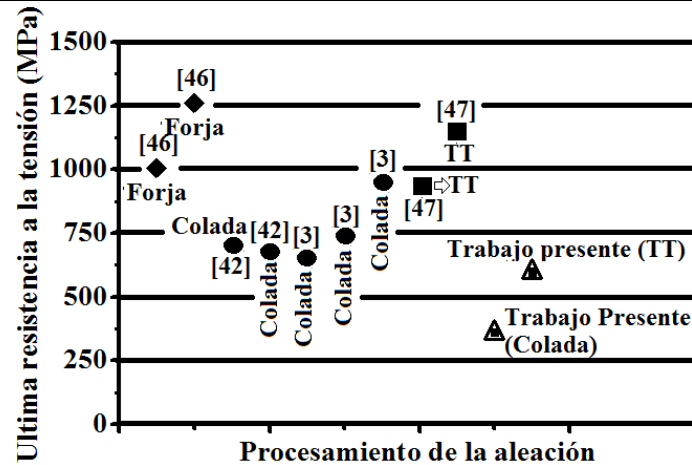 Ultima resistencia a la tensión (MPa)
1500
1250
1000
750
500
250
0
[46]
Forja
[46]
Forja
Colada
[42]
[42]
Colada
[3]
Colada
[3]
Colada
[3]
Colada
[47]
TT
TT
[47]
Trabajo presente (TT)
Trabajo Presente
(Colada)
Procesamiento de la aleación